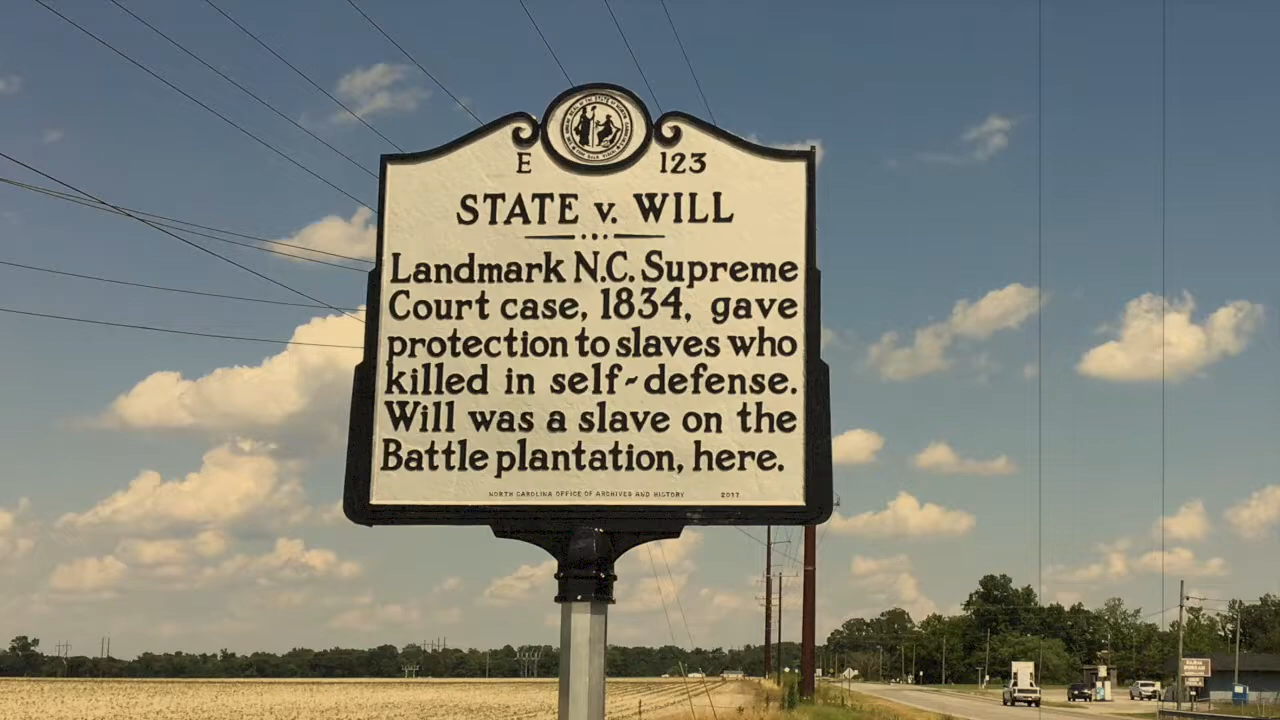 E 123
STATE v. WILL
Landmark N.C. Supreme
Court case, 1834, gave
protection to slaves who
killed in self-defense.
Will was a slave on the
Battle plantation, here.
NORTH CAROLINA OFFICE OF ARCHIVES AND HISTORY 2017